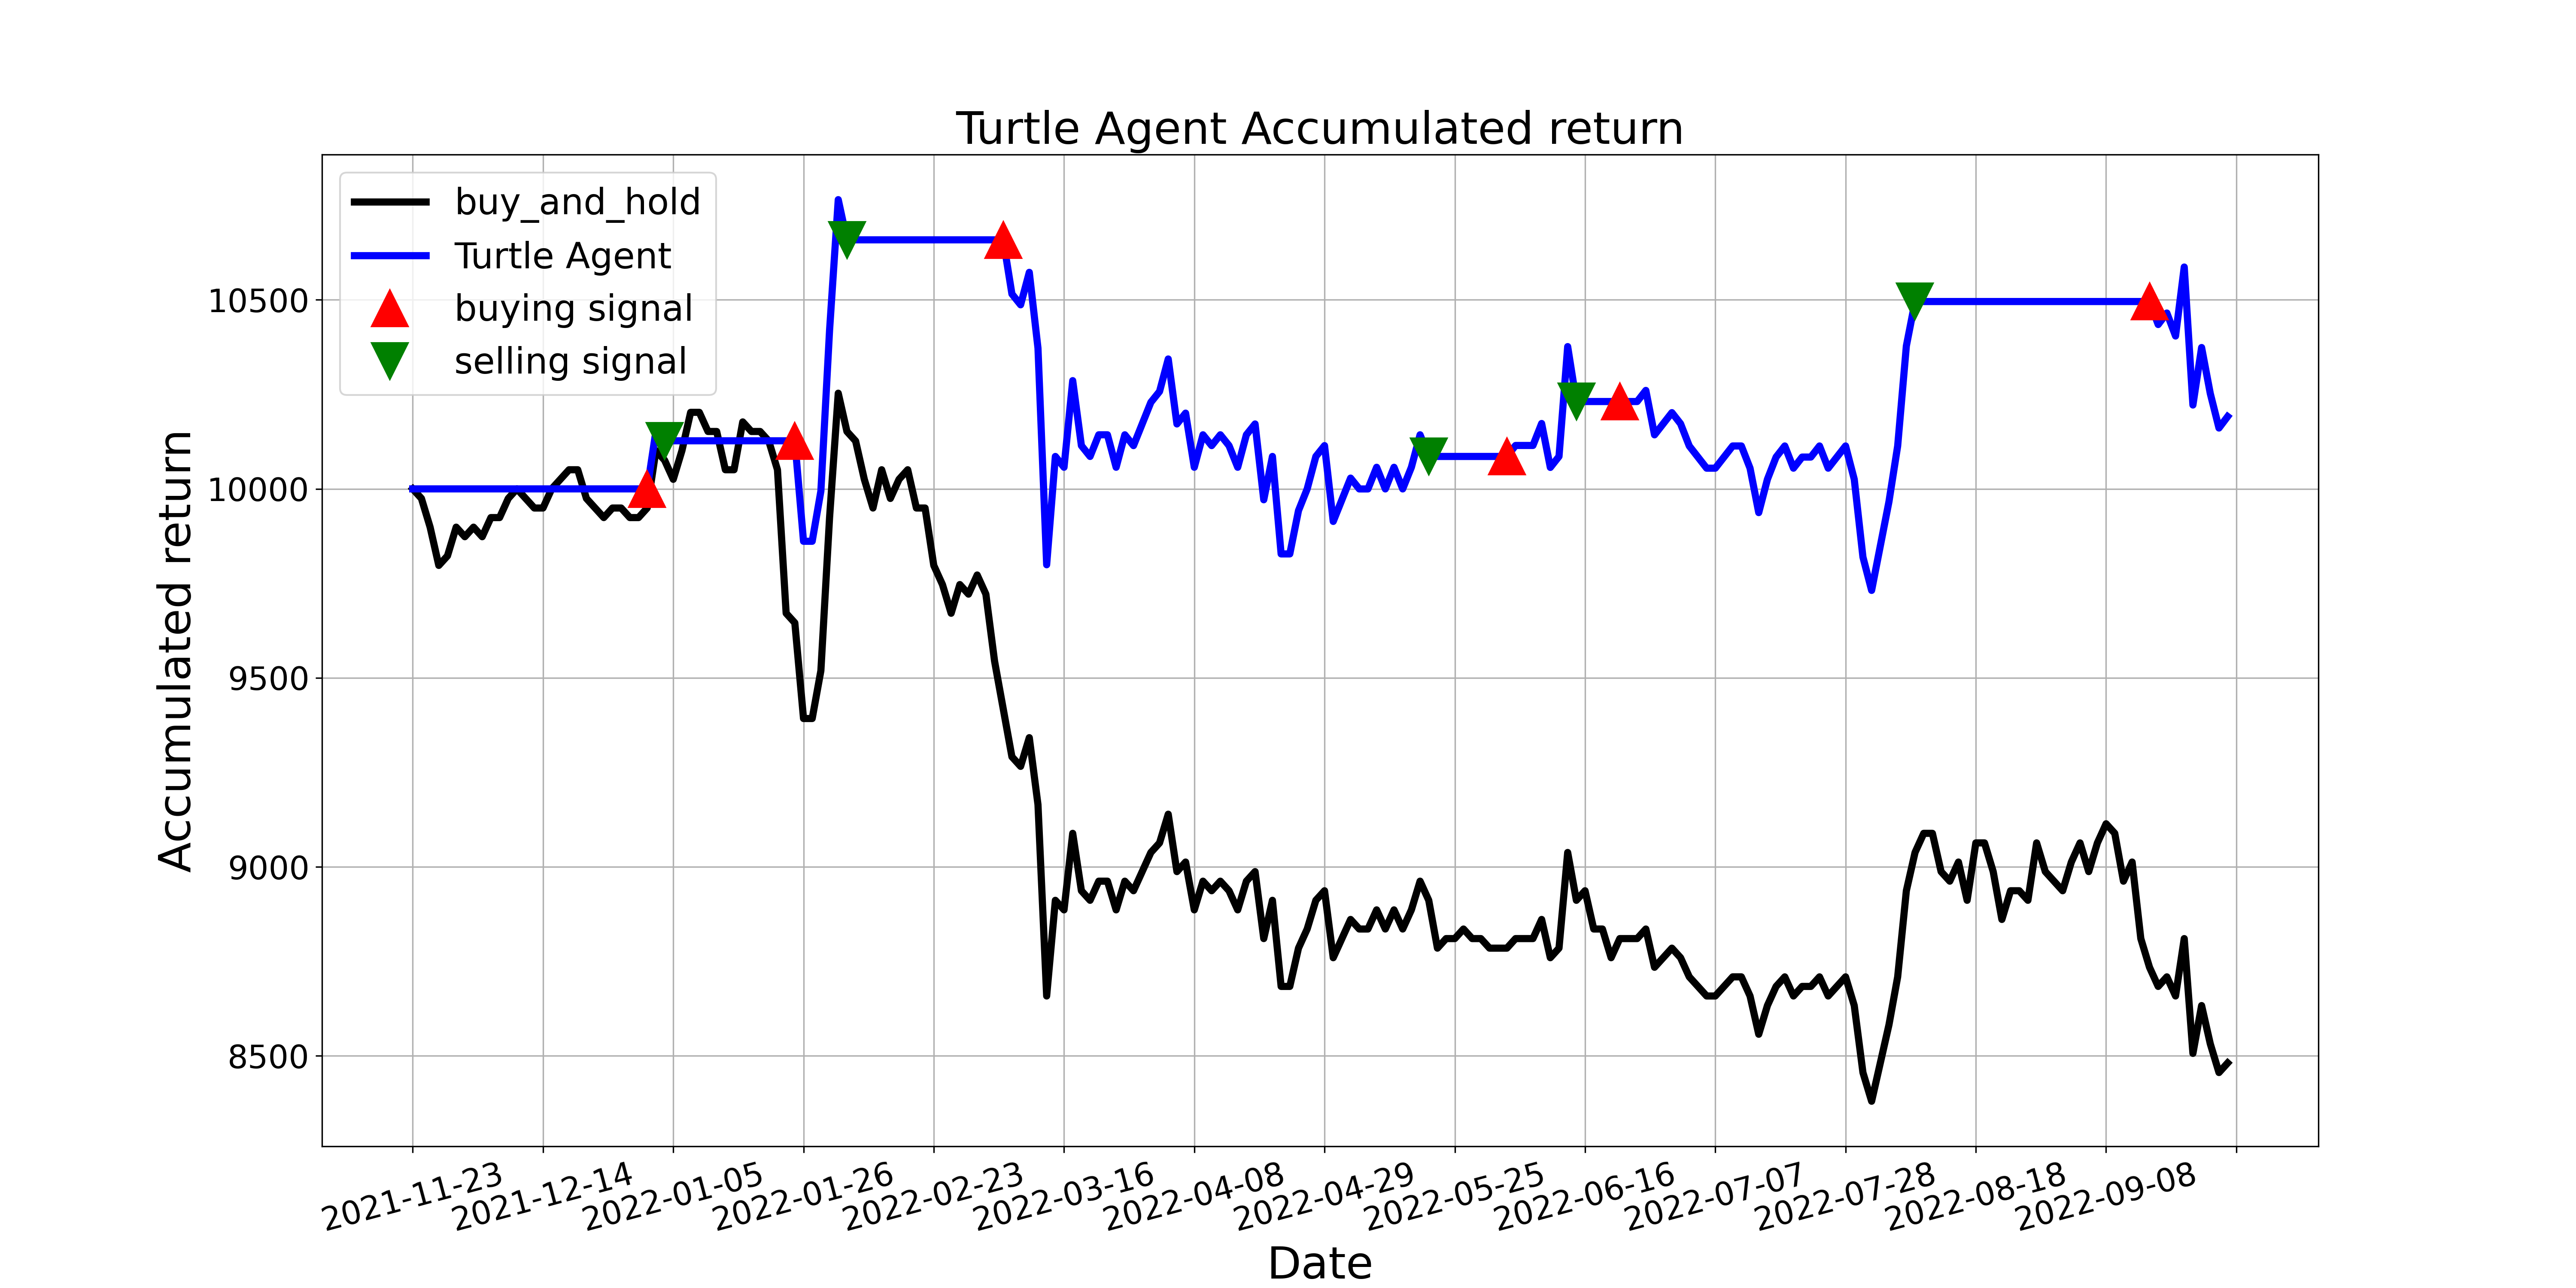 Turtle Agent Accumulated return
buy_and_hold
Turtle Agent
buying signal
selling signal
Accumulated return
10500
10000
9500
9000
8500
2021-11-23
2021-12-14
2022-01-05
2022-01-26
2022-02-23
2022-03-16
2022-04-08
2022-04-29
2022-05-25
2022-06-16
2022-07-07
2022-07-28
2022-08-18
2022-09-08
Date